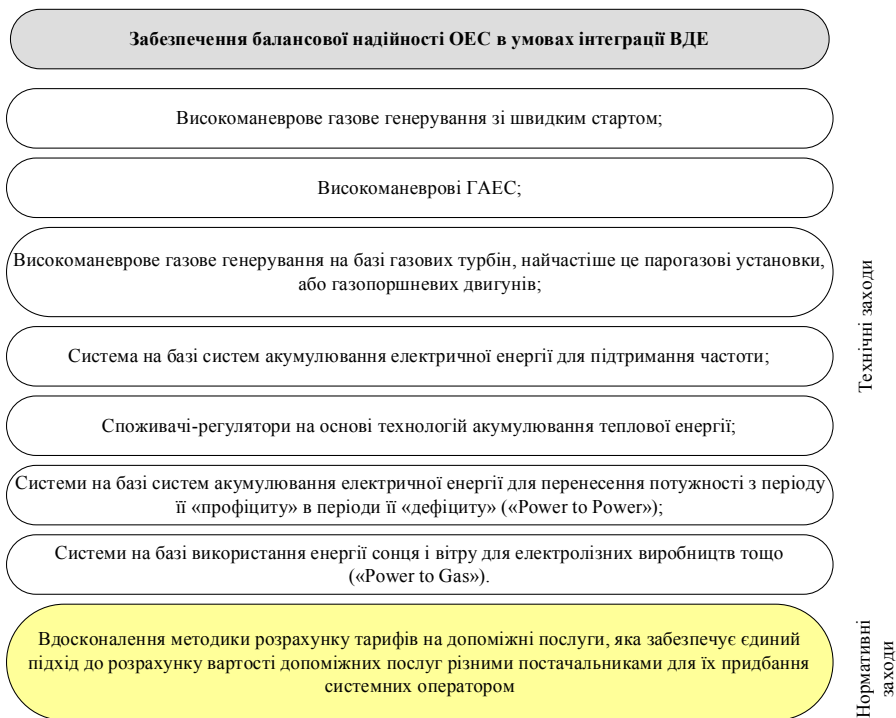 Забезпечення балансової надійності ОЕС в умовах інтеграції ВДЕ
Високоманеврове газове генерування зі швидким стартом;
Високоманеврові ГАЕС;
Високоманеврове газове генерування на базі газових турбін, найчастіше це парогазові установки,
або газопоршневих двигунів;
Система на базі систем акумулювання електричної енергії для підтримання частоти;
Споживачі-регулятори на основі технологій акумулювання теплової енергії;
Системи на базі систем акумулювання електричної енергії для перенесення потужності з періоду
її «профіциту» в періоди її «дефіциту» («Power to Power»);
Системи на базі використання енергії сонця і вітру для електролізних виробництв тощо
(«Power to Gas»).
Технічні заходи
Вдосконалення методики розрахунку тарифів на допоміжні послуги, яка забезпечує єдиний
підхід до розрахунку вартості допоміжних послуг різними постачальниками для їх придбання
системних оператором
Нормативні
заходи